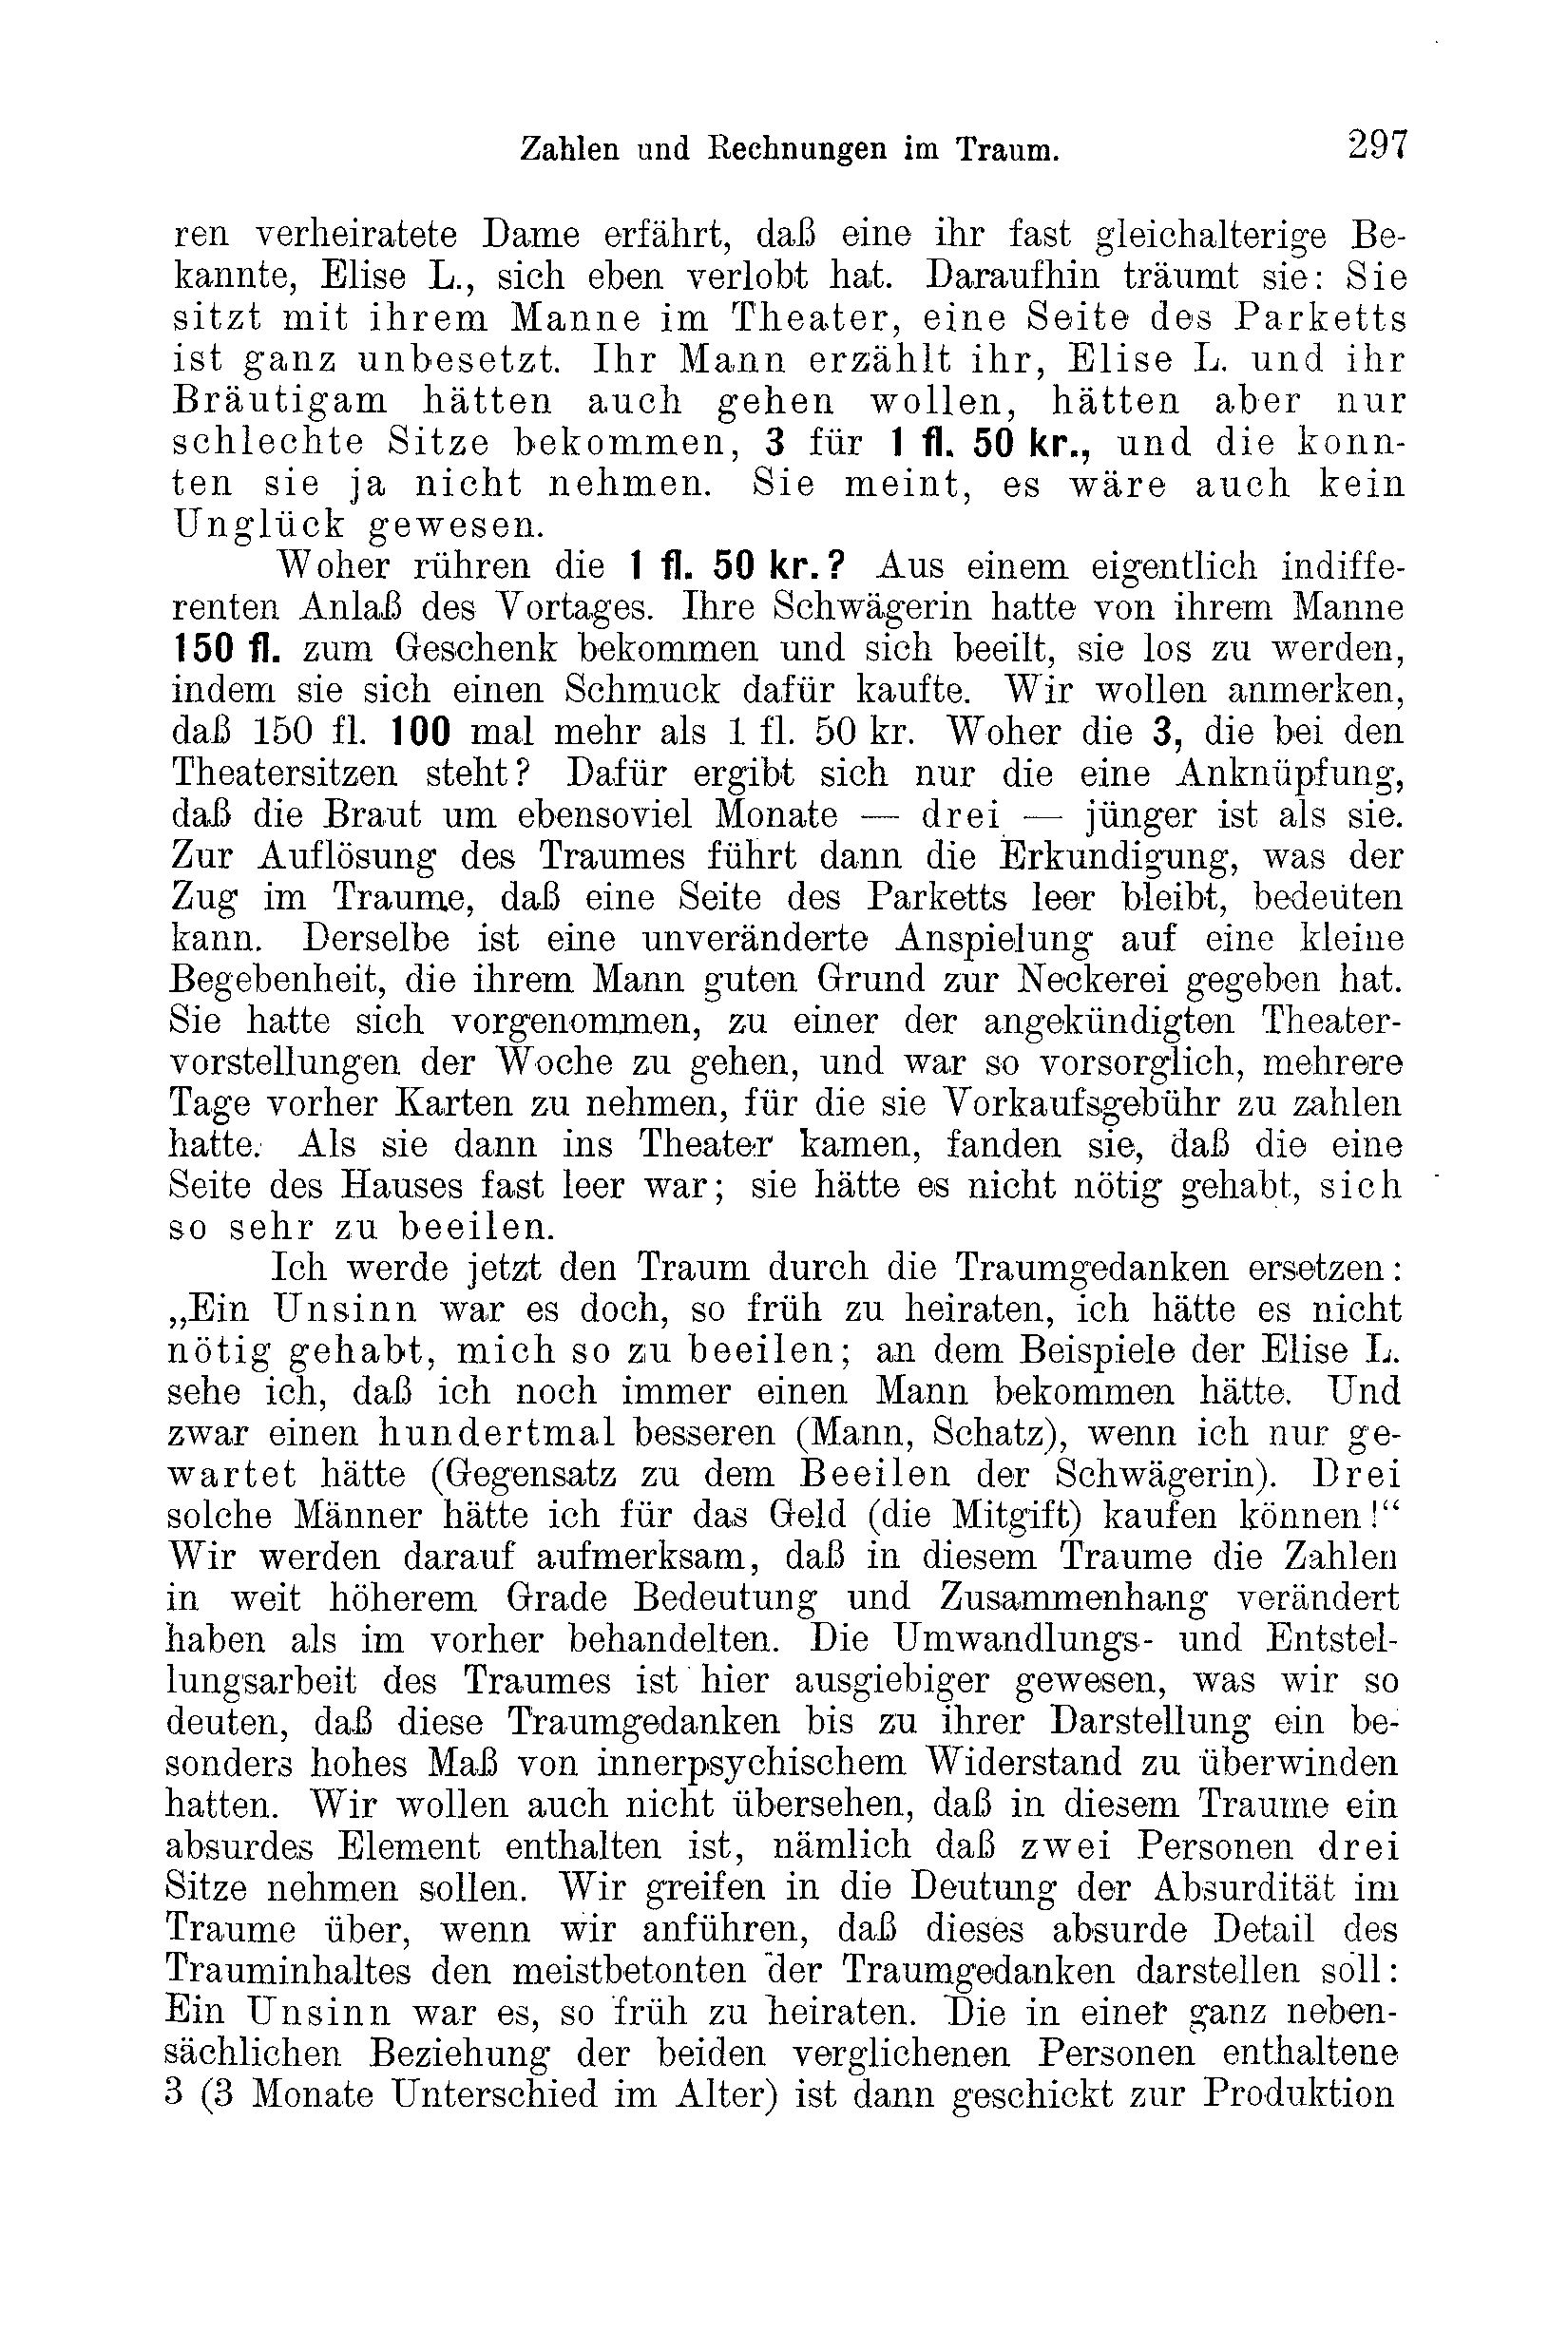 Zahlen und Rechnungen im Traum. 297
ren verheiratete Dame erfährt, daß eine ihr fast gleichalterige Be-
kannte, Elise L., sich eben verlobt hat. Daraufhin träumt sie: Sie
sitzt mit ihrem Manne im Theater, eine Seite des Parketts
ist ganz unbesetzt. Ihr Mann erzählt ihr, Elise L. und ihr
Bräutigam hätten auch gehen wollen, hätten aber nur
schlechte Sitze bekommen, 3 für 1 fl. 50 kr., und die konn-
ten sie ja nicht nehmen. Sie meint, es wäre auch kein
Unglück gewesen.
Woher rühren die 1 fl. 50 kr.? Aus einem eigentlich indiffe-
renten Anlaß des Vortages. Ihre Schwägerin hatte von ihrem Manne
150 fl. zum Geschenk bekommen und sich beeilt, sie los zu werden,
indem sie sich einen Schmuck dafür kaufte. Wir wollen anmerken,
daß 150 fl. 100 mal mehr als 1 fl. 50 kr. Woher die 3, die bei den
Theatersitzen steht? Dafür ergibt sich nur die eine Anknüpfung,
daß die Braut um ebensoviel Monate — drei — jünger ist als sie.
Zur Auflösung des Traumes führt dann die Erkundigung, was der
Zug im Traume, daß eine Seite des Parketts leer bleibt, bedeuten
kann. Derselbe ist eine unveränderte Anspielung auf eine kleine
Begebenheit, die ihrem Mann guten Grund zur Neckerei gegeben hat.
Sie hatte sich vorgenommen, zu einer der angekündigten Theater-
vorstellungen der Woche zu gehen, und war so vorsorglich, mehrere
Tage vorher Karten zu nehmen, für die sie Vorkaufsgebühr zu zahlen
hatte. Als sie dann ins Theater kamen, fanden sie, daß die eine
Seite des Hauses fast leer war; sie hätte es nicht nötig gehabt, sich
so sehr zu beeilen.
Ich werde jetzt den Traum durch die Traumgedanken ersetzen:
„Ein Unsinn war es doch, so früh zu heiraten, ich hätte es nicht
nötig gehabt, mich so zu beeilen; an dem Beispiele der Elise L.
sehe ich, daß ich noch immer einen Mann bekommen hätte. Und
zwar einen hundertmal besseren (Mann, Schatz), wenn ich nur ge-
wartet hätte (Gegensatz zu dem Beeilen der Schwägerin). Drei
solche Männer hätte ich für das Geld (die Mitgift) kaufen können!“
Wir werden darauf aufmerksam, daß in diesem Traume die Zahlen
in weit höherem Grade Bedeutung und Zusammenhang verändert
haben als im vorher behandelten. Die Umwandlungs- und Entstel-
lungsarbeit des Traumes ist hier ausgiebiger gewesen, was wir so
deuten, daß diese Traumgedanken bis zu ihrer Darstellung ein be-
sonders hohes Maß von innerpsychischem Widerstand zu überwinden
hatten. Wir wollen auch nicht übersehen, daß in diesem Traume ein
absurdes Element enthalten ist, nämlich daß zwei Personen drei
Sitze nehmen sollen. Wir greifen in die Deutung der Absurdität im
Traume über, wenn wir anführen, daß dieses absurde Detail des
Trauminhaltes den meistbetonten der Traumgedanken darstellen soll:
Ein Unsinn war es, so früh zu heiraten. Die in einer ganz neben-
sächlichen Beziehung der beiden verglichenen Personen enthaltene
3 (3 Monate Unterschied im Alter) ist dann geschickt zur Produktion